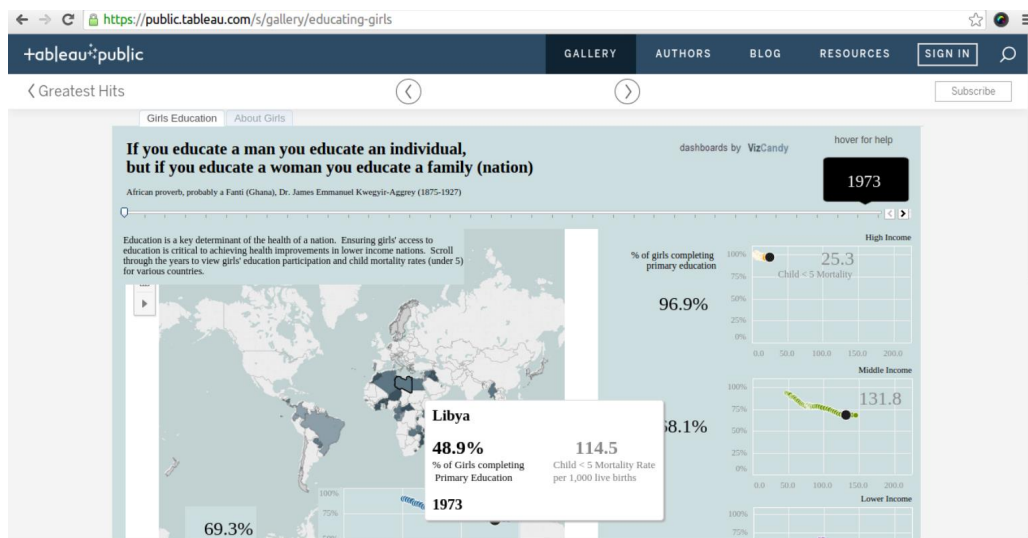 https://public.tableau.com/s/gallery/educating-girls
+ableau public
GALLERY
AUTHORS
BLOG
RESOURCES
SIGN IN
Greatest Hits
Subscribe
Girls Education
About Girls
If you educate a man you educate an individual,
but if you educate a woman you educate a family (nation)
African proverb, probably a Fanti (Ghana), Dr. James Emmanuel Kwegyir-Aggrey (1875-1927)
dashboards by VizCandy
hover for help
1973
Education is a key determinant of the health of a nation. Ensuring girls' access to
education is critical to achieving health improvements in lower income nations. Scroll
through the years to view girls' education participation and child mortality rates (under 5)
for various countries.
% of girls completing
primary education
96.9%
High Income
100%
75%
50%
25%
0%
25.3
Child < 5 Mortality
0.0 50.0 100.0 150.0 200.0
Middle Income
100%
75%
50%
25%
0%
131.8
8.1%
0.0 50.0 100.0 150.0 200.0
Lower Income
100%
75%
Libya
48.9%
% of Girls completing
Primary Education
114.5
Child < 5 Mortality Rate
per 1,000 live births
1973
69.3%
100%
75%